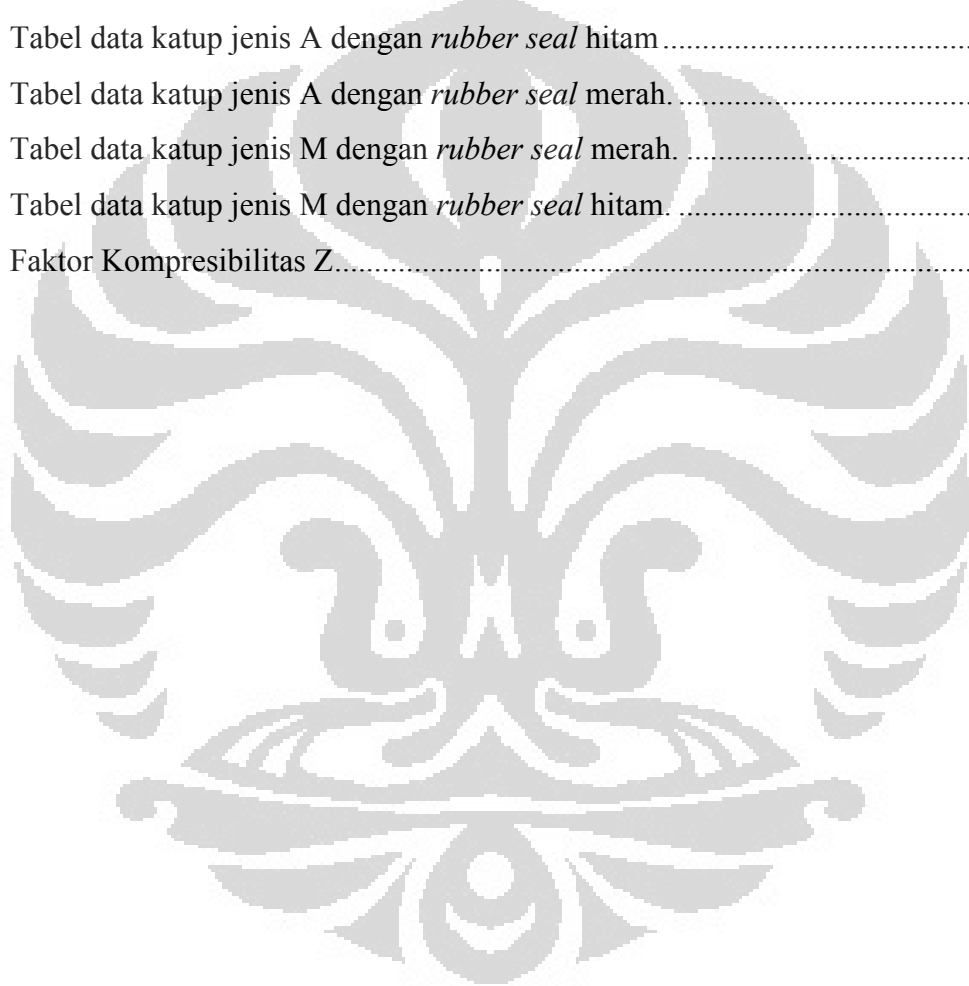 Tabel data katup jenis A dengan rubber seal hitam........................................
Tabel data katup jenis A dengan rubber seal merah. ......................................
Tabel data katup jenis M dengan rubber seal merah. .....................................
Tabel data katup jenis M dengan rubber seal hitam. ......................................
Faktor Kompresibilitas Z................................................................................